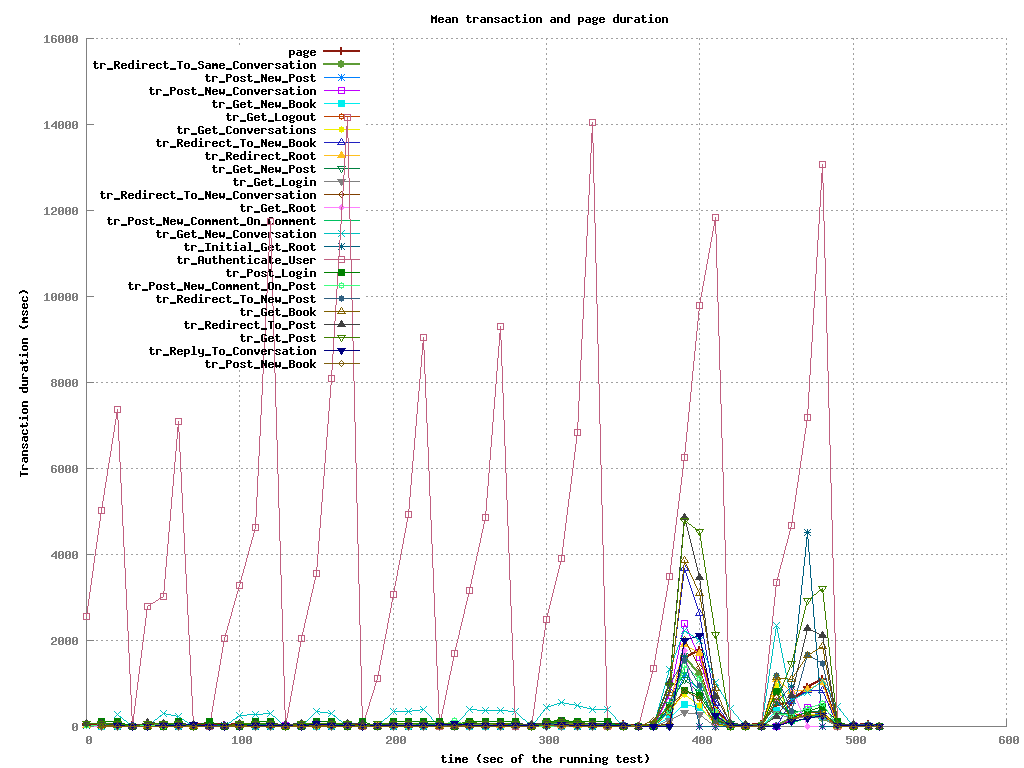 Mean transaction and page duration
16000
14000
12000
10000
8000
6000
4000
2000
0
Transaction duration (msec)
page
tr_Redirect_To_Same_Conversation
tr_Post_New_Post
tr_Post_New_Conversation
tr_Get_New_Book
tr_Get_Logout
tr_Get_Conversations
tr_Redirect_To_New_Book
tr_Redirect_Root
tr_Get_New_Post
tr_Get_Login
tr_Redirect_To_New_Conversation
tr_Get_Root
tr_Post_New_Comment_On_Comment
tr_Get_New_Conversation
tr_Initial_Get_Root
tr_Authenticate_User
tr_Post_Login
tr_Post_New_Comment_On_Post
tr_Redirect_To_New_Post
tr_Get_Book
tr_Redirect_To_Post
tr_Get_Post
tr_Reply_To_Conversation
tr_Post_New_Book
0 100 200 300 400 500 600
time (sec of the running test)